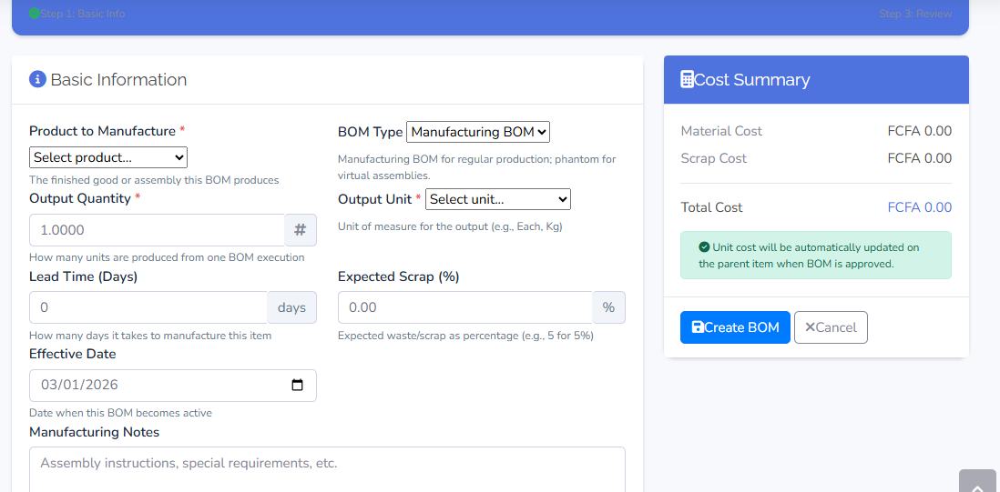 Step 1: Basic Info
Step 3: Review
Basic Information
Product to Manufacture *
Select product...
The finished good or assembly this BOM produces
BOM Type Manufacturing BOM
Manufacturing BOM for regular production; phantom for
virtual assemblies.
Output Quantity *
1.0000 #
How many units are produced from one BOM execution
Output Unit * Select unit...
Unit of measure for the output (e.g., Each, Kg)
Lead Time (Days)
0 days
How many days it takes to manufacture this item
Expected Scrap (%)
0.00 %
Expected waste/scrap as percentage (e.g., 5 for 5%)
Effective Date
03/01/2026
Date when this BOM becomes active
Manufacturing Notes
Assembly instructions, special requirements, etc.
Cost Summary
Material Cost FCFA 0.00
Scrap Cost FCFA 0.00
Total Cost FCFA 0.00
Unit cost will be automatically updated on
the parent item when BOM is approved.
Create BOM
Cancel